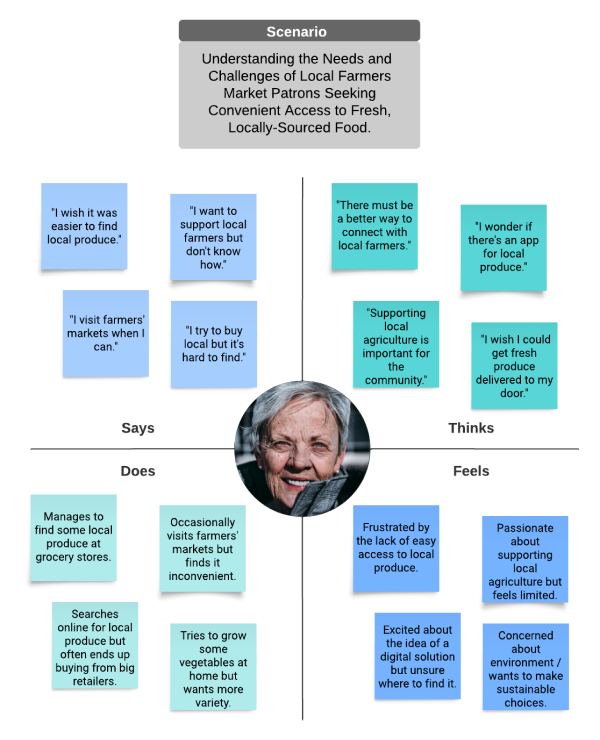 Scenario
Understanding the Needs and
Challenges of Local Farmers
Market Patrons Seeking
Convenient Access to Fresh,
Locally-Sourced Food.
"I wish it was
easier to find
local produce."
"I want to
support local
farmers but
don't know
how."
"I visit farmers'
markets when I
can."
"I try to buy
local but it's
hard to find."
Says
"There must be
a better way to
connect with
local farmers."
"I wonder if
there's an app
for local
produce."
"Supporting
local
agriculture is
important for
the
community."
"I wish I could
get fresh
produce
delivered to my
door."
Thinks
Does
Manages to
find some local
produce at
grocery stores.
Occasionally
visits farmers'
markets but
finds it
inconvenient.
Searches
online for local
produce but
often ends up
buying from big
retailers.
Tries to grow
some
vegetables at
home but
wants more
variety.
Feels
Frustrated by
the lack of easy
access to local
produce.
Passionate
about
supporting
local
agriculture but
feels limited.
Excited about
the idea of a
digital solution
but unsure
where to find it.
Concerned
about
environment /
wants to make
sustainable
choices.